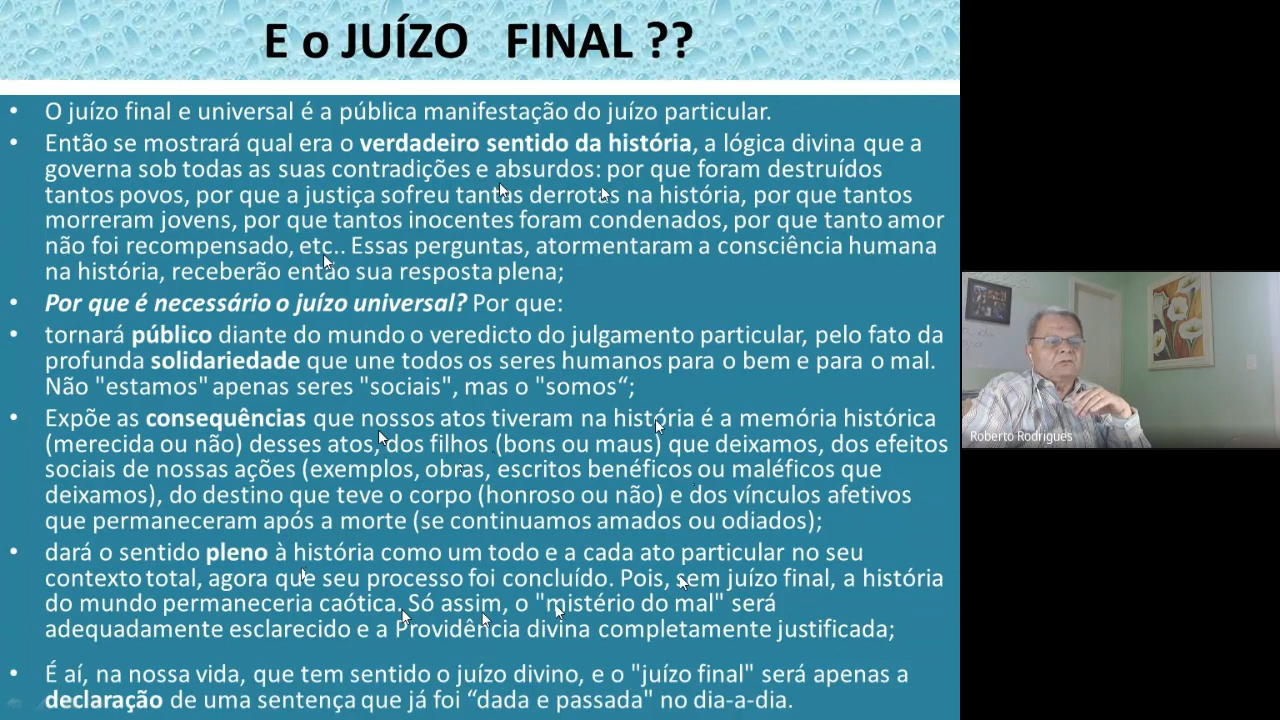 E o JUÍZO FINAL ??
• O juízo final e universal é a pública manifestação do juízo particular.
• Então se mostrará qual era o verdadeiro sentido da história, a lógica divina que a
governa sob todas as suas contradições e absurdos: por que foram destruídos
tantos povos, por que a justiça sofreu tantas derrotas na história, por que tantos
morreram jovens, por que tantos inocentes foram condenados, por que tanto amor
não foi recompensado, etc.. Essas perguntas, atormentaram a consciência humana
na história, receberão então sua resposta plena;
• Por que é necessário o juízo universal? Por que:
• tornará público diante do mundo o veredicto do julgamento particular, pelo fato da
profunda solidariedade que une todos os seres humanos para o bem e para o mal.
Não "estamos" apenas seres "sociais", mas o "somos“;
• Expõe as consequências que nossos atos tiveram na história é a memória histórica
(merecida ou não) desses atos, dos filhos (bons ou maus) que deixamos, dos efeitos
sociais de nossas ações (exemplos, obras, escritos benéficos ou maléficos que
deixamos), do destino que teve o corpo (honroso ou não) e dos vínculos afetivos
que permaneceram após a morte (se continuamos amados ou odiados);
• dará o sentido pleno à história como um todo e a cada ato particular no seu
contexto total, agora que seu processo foi concluído. Pois, sem juízo final, a história
do mundo permaneceria caótica. Só assim, o "mistério do mal" será
adequadamente esclarecido e a Providência divina completamente justificada;
• É aí, na nossa vida, que tem sentido o juízo divino, e o "juízo final" será apenas a
declaração de uma sentença que já foi “dada e passada" no dia-a-dia.
Roberto Rodrigues